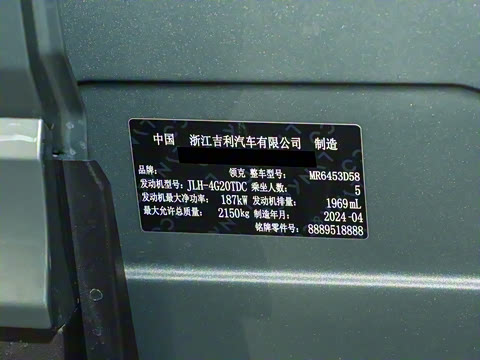 中国 浙江吉利汽车有限公司 制造
品牌: 领克 整车型号: MR6453D58
发动机型号: JLH-4G20TDC 乘坐人数: 5
发动机最大净功率: 187kW 发动机排量: 1969mL
最大允许总质量: 2150kg 制造年月: 2024-04
铭牌零件号: 8889518888